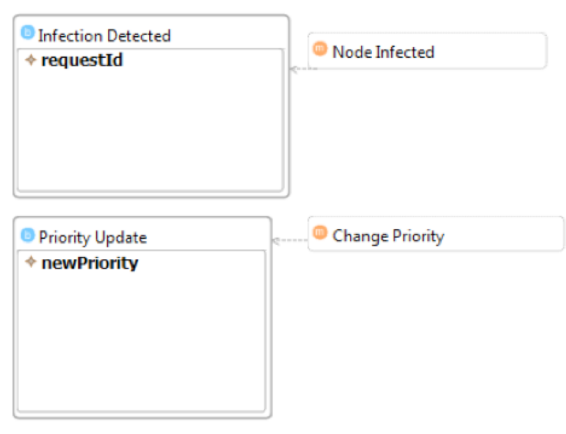 b Infection Detected
requestId
m Node Infected
b Priority Update
newPriority
m Change Priority